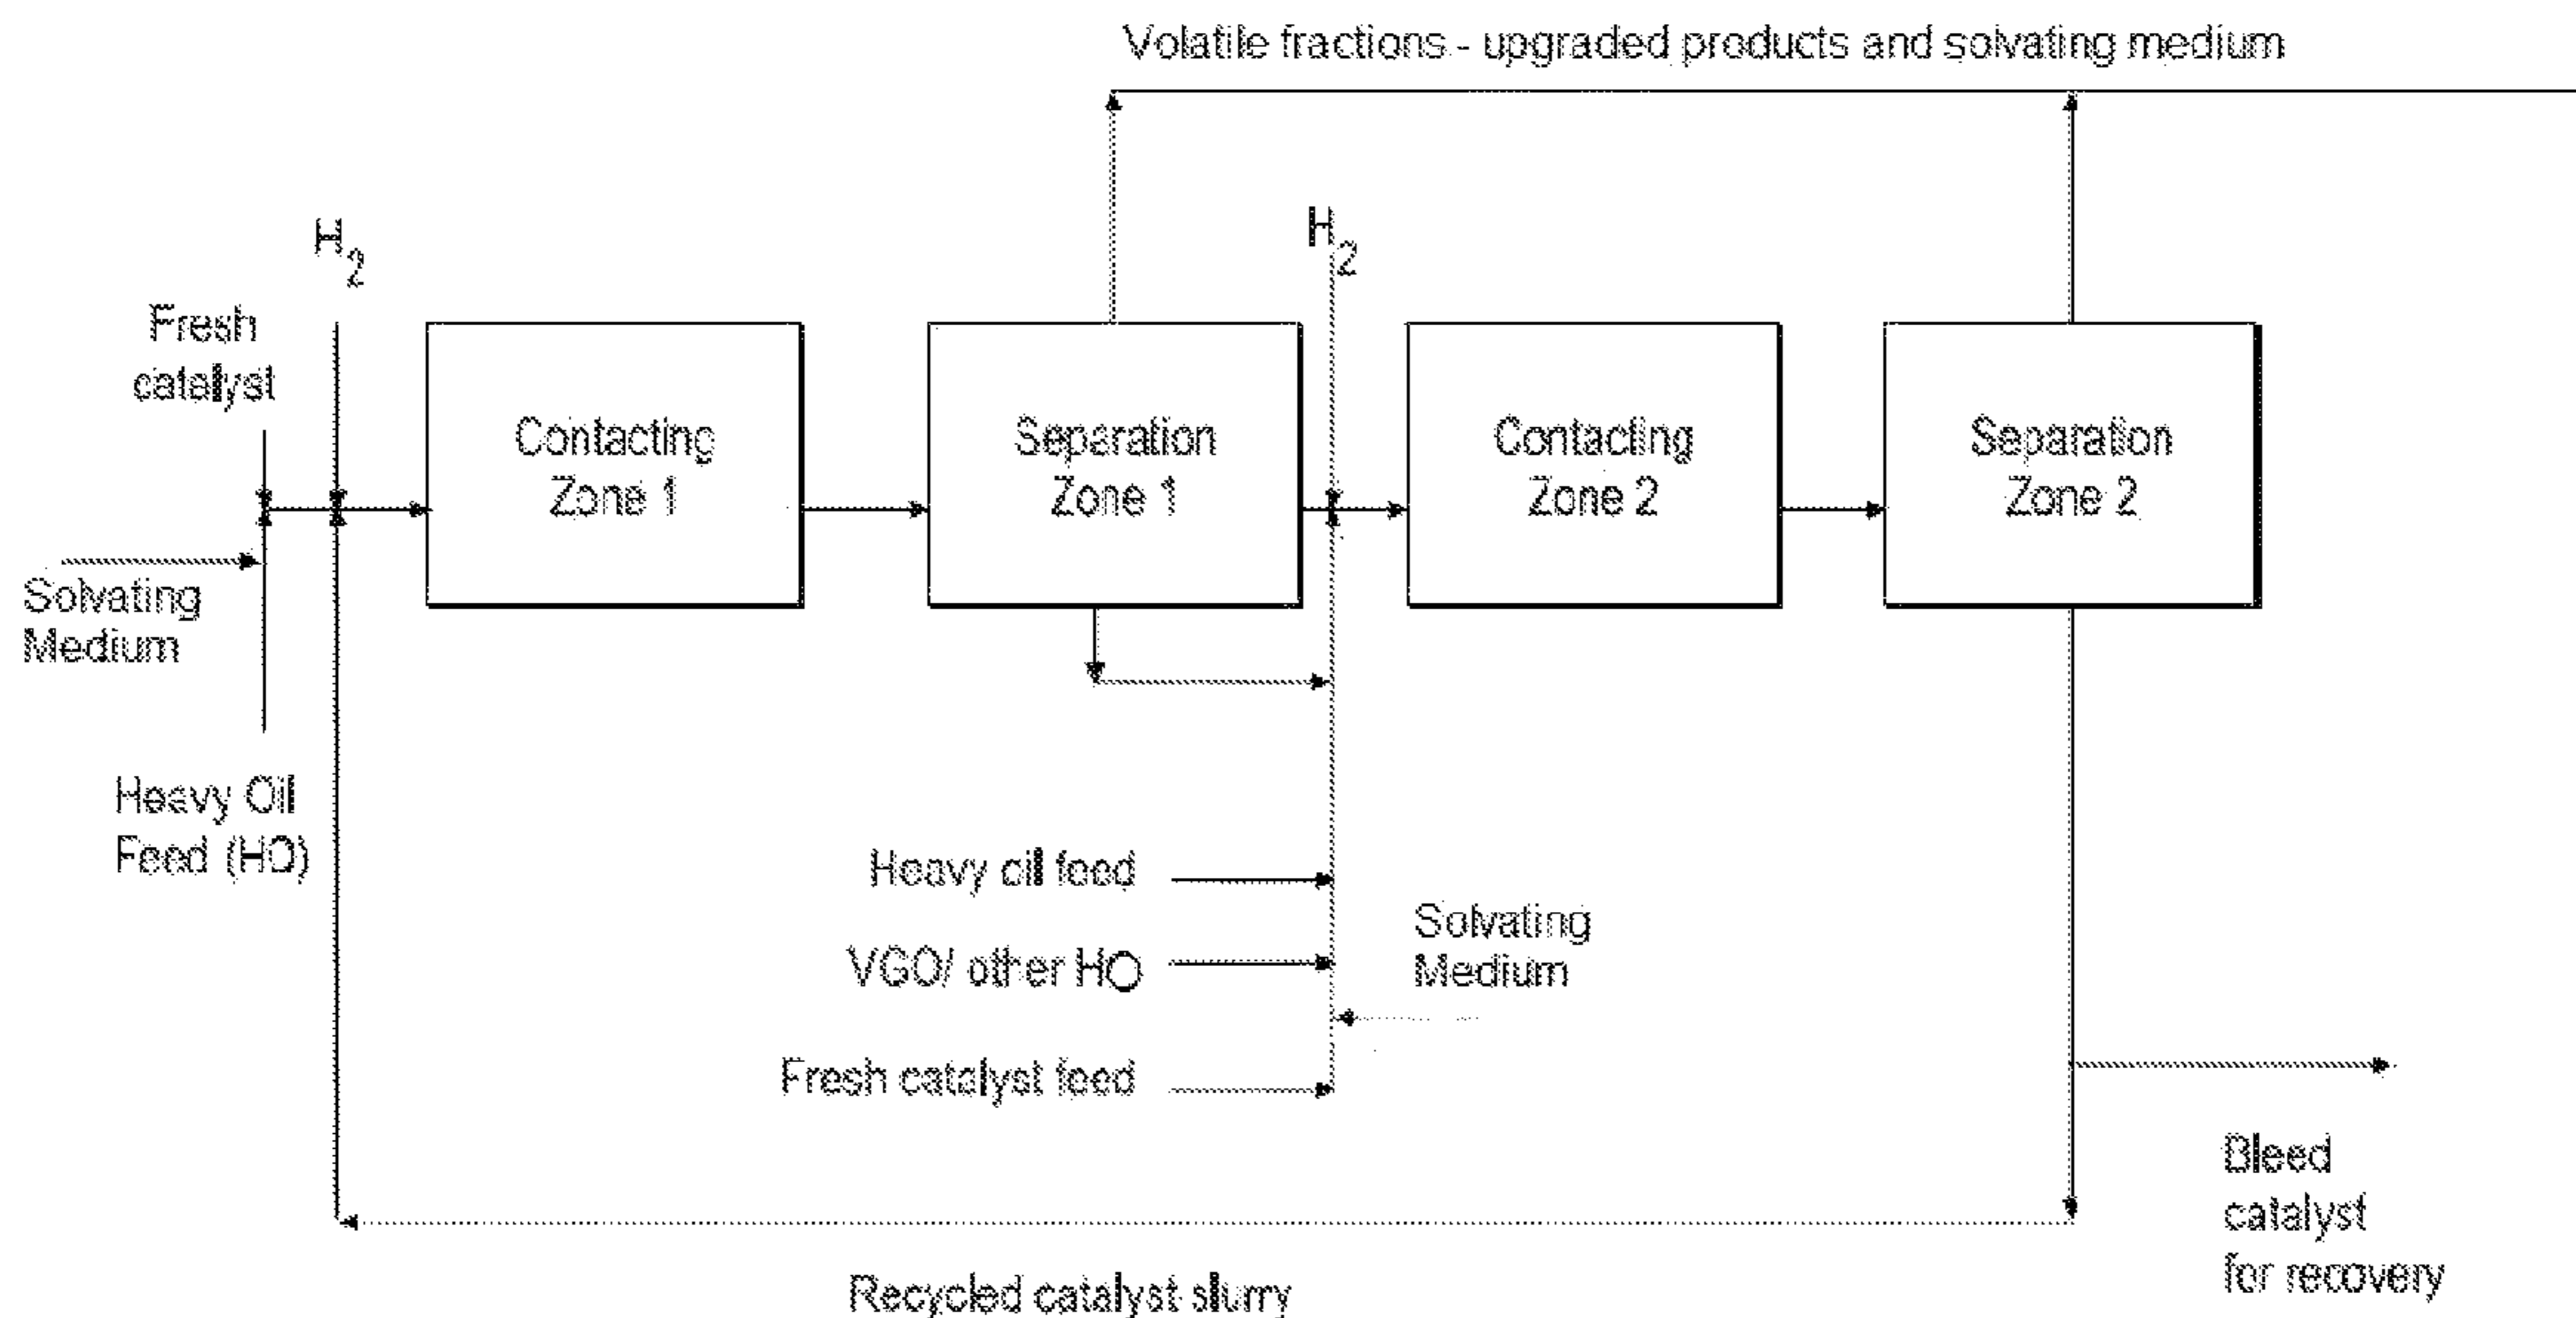 Volatile fractions - upgraded products and solvating medium
H2
H2
Fresh
catalyst
Contacting
Zone 1
Separation
Zone 1
Contacting
Zone 2
Separation
Zone 2
Solvating
Medium
Heavy Oil
Feed (HO)
Heavy oil feed
VGO/ other HO
Solvating
Medium
Fresh catalyst feed
Bleed
catalyst
for recovery
Recycled catalyst slurry